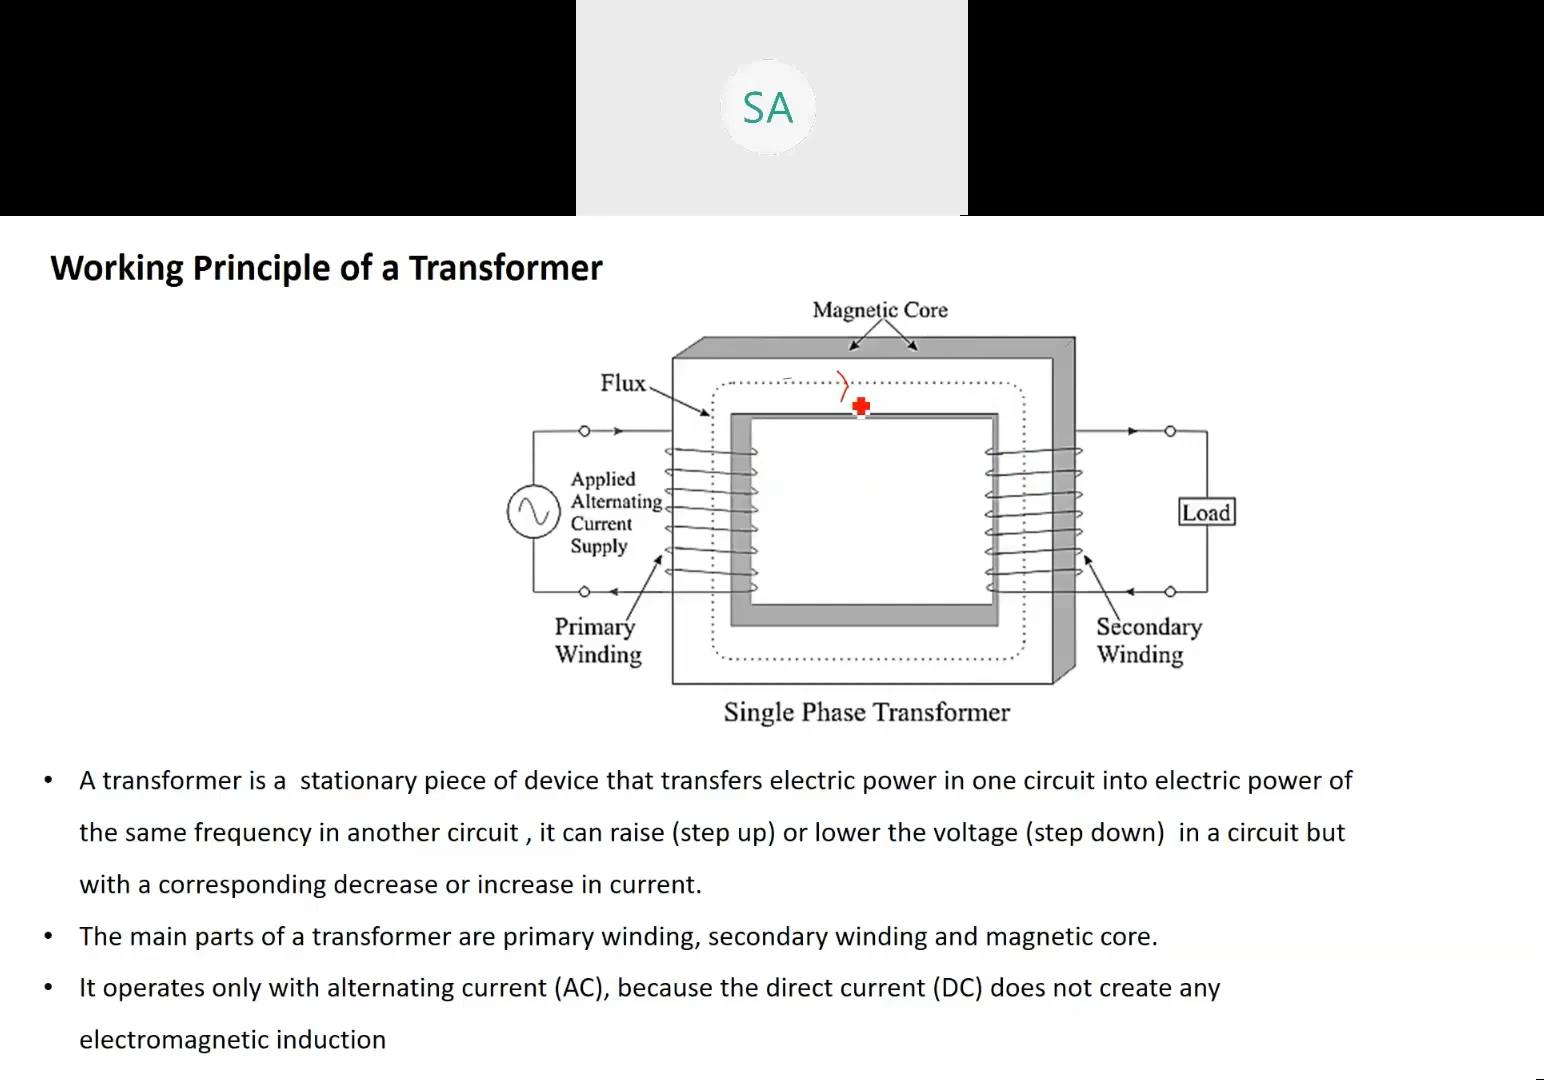 SA
Working Principle of a Transformer
Magnetic Core
Flux
Applied
Alternating
Current
Supply
Load
Primary
Winding
Secondary
Winding
Single Phase Transformer
• A transformer is a  stationary piece of device that transfers electric power in one circuit into electric power of
the same frequency in another circuit , it can raise (step up) or lower the voltage (step down)  in a circuit but
with a corresponding decrease or increase in current.
• The main parts of a transformer are primary winding, secondary winding and magnetic core.
• It operates only with alternating current (AC), because the direct current (DC) does not create any
electromagnetic induction